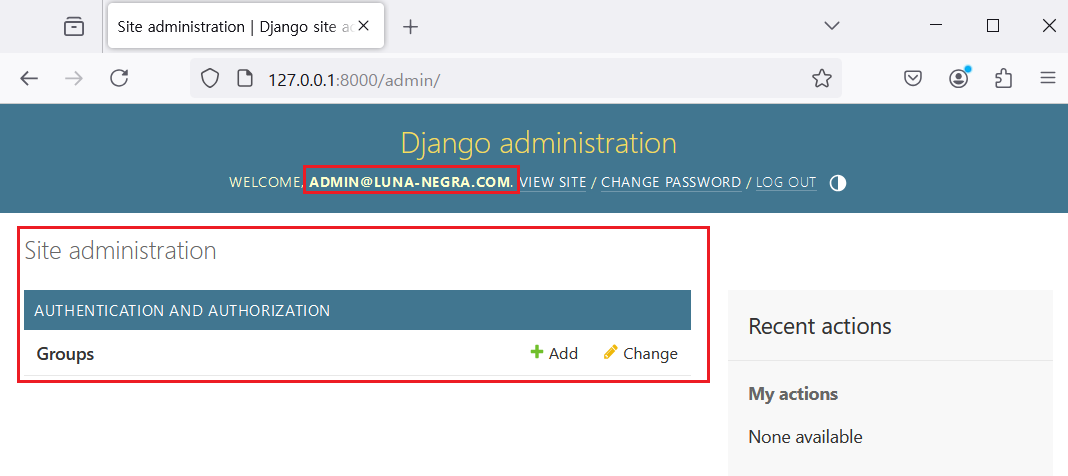 Site administration | Django site ac
127.0.0.1:8000/admin/
Django administration
WELCOME, ADMIN@LUNA-NEGRA.COM. VIEW SITE / CHANGE PASSWORD / LOG OUT
Site administration
AUTHENTICATION AND AUTHORIZATION
Groups Add Change
Recent actions
My actions
None available